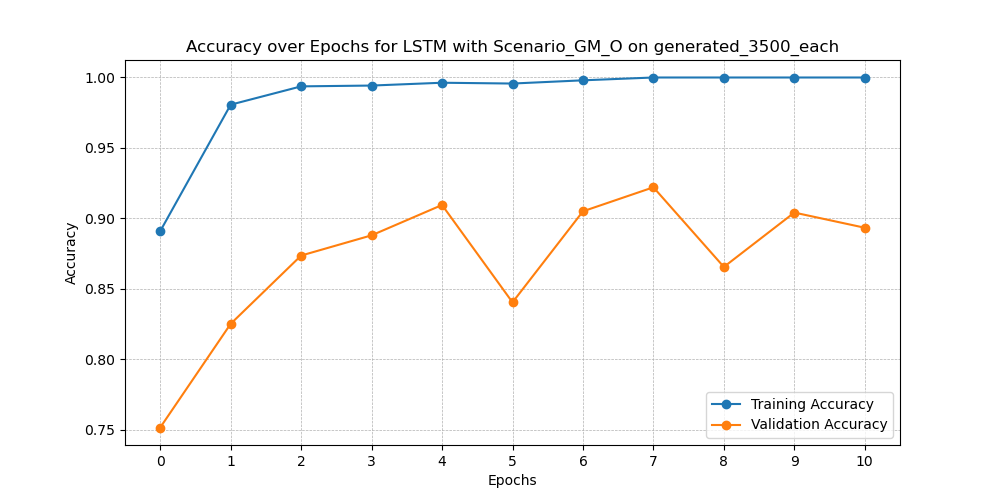 Accuracy over Epochs for LSTM with Scenario_GM_O on generated_3500_each
1.00
0.95
0.90
0.85
0.80
0.75
Accuracy
0 1 2 3 4 5 6 7 8 9 10
Epochs
Training Accuracy
Validation Accuracy